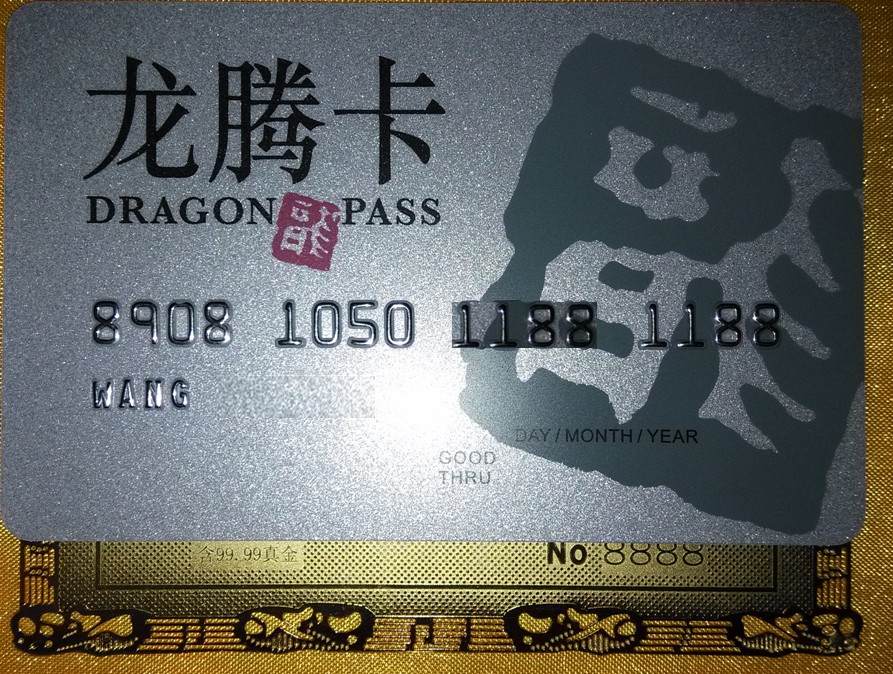 龙腾卡
DRAGON PASS
8908 1050 1188 1188
WANG
DAY / MONTH / YEAR
GOOD
THRU
含99.99真金
No 8888